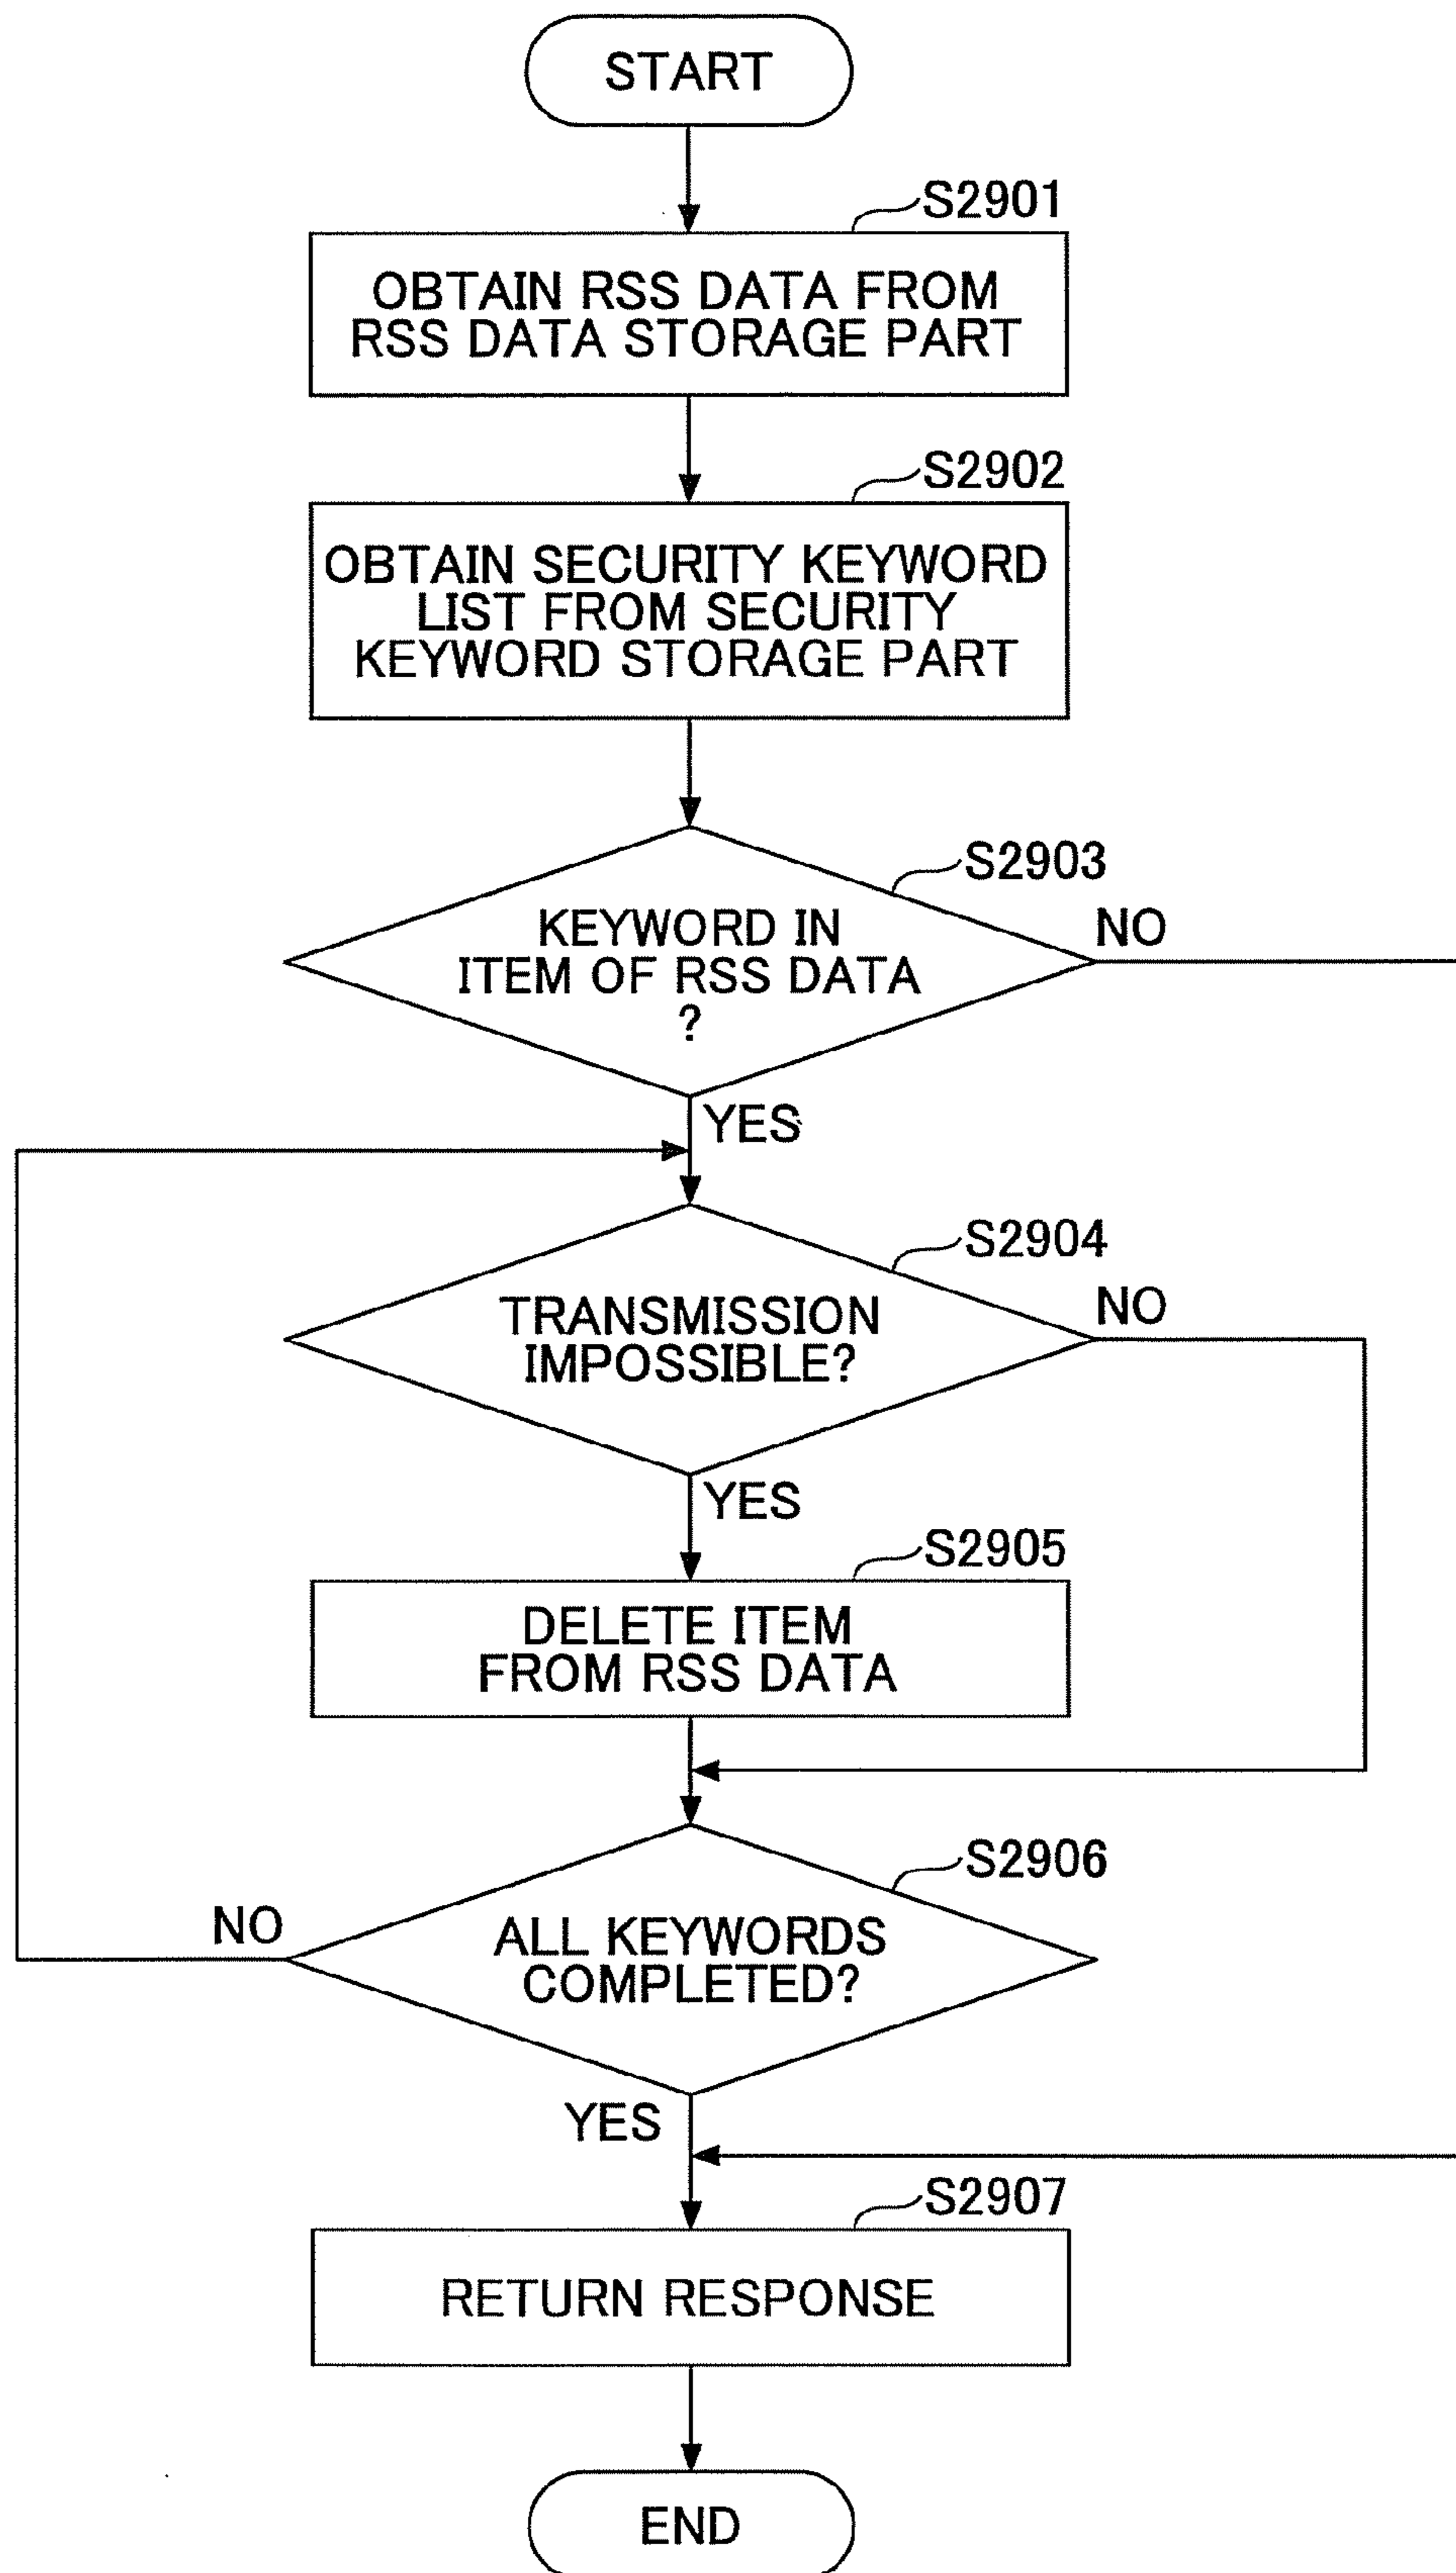 START
S2901
OBTAIN RSS DATA FROM
RSS DATA STORAGE PART
S2902
OBTAIN SECURITY KEYWORD
LIST FROM SECURITY
KEYWORD STORAGE PART
S2903
KEYWORD IN
ITEM OF RSS DATA
?
NO
YES
S2904
TRANSMISSION
IMPOSSIBLE?
NO
YES
S2905
DELETE ITEM
FROM RSS DATA
S2906
ALL KEYWORDS
COMPLETED?
NO
YES
S2907
RETURN RESPONSE
END